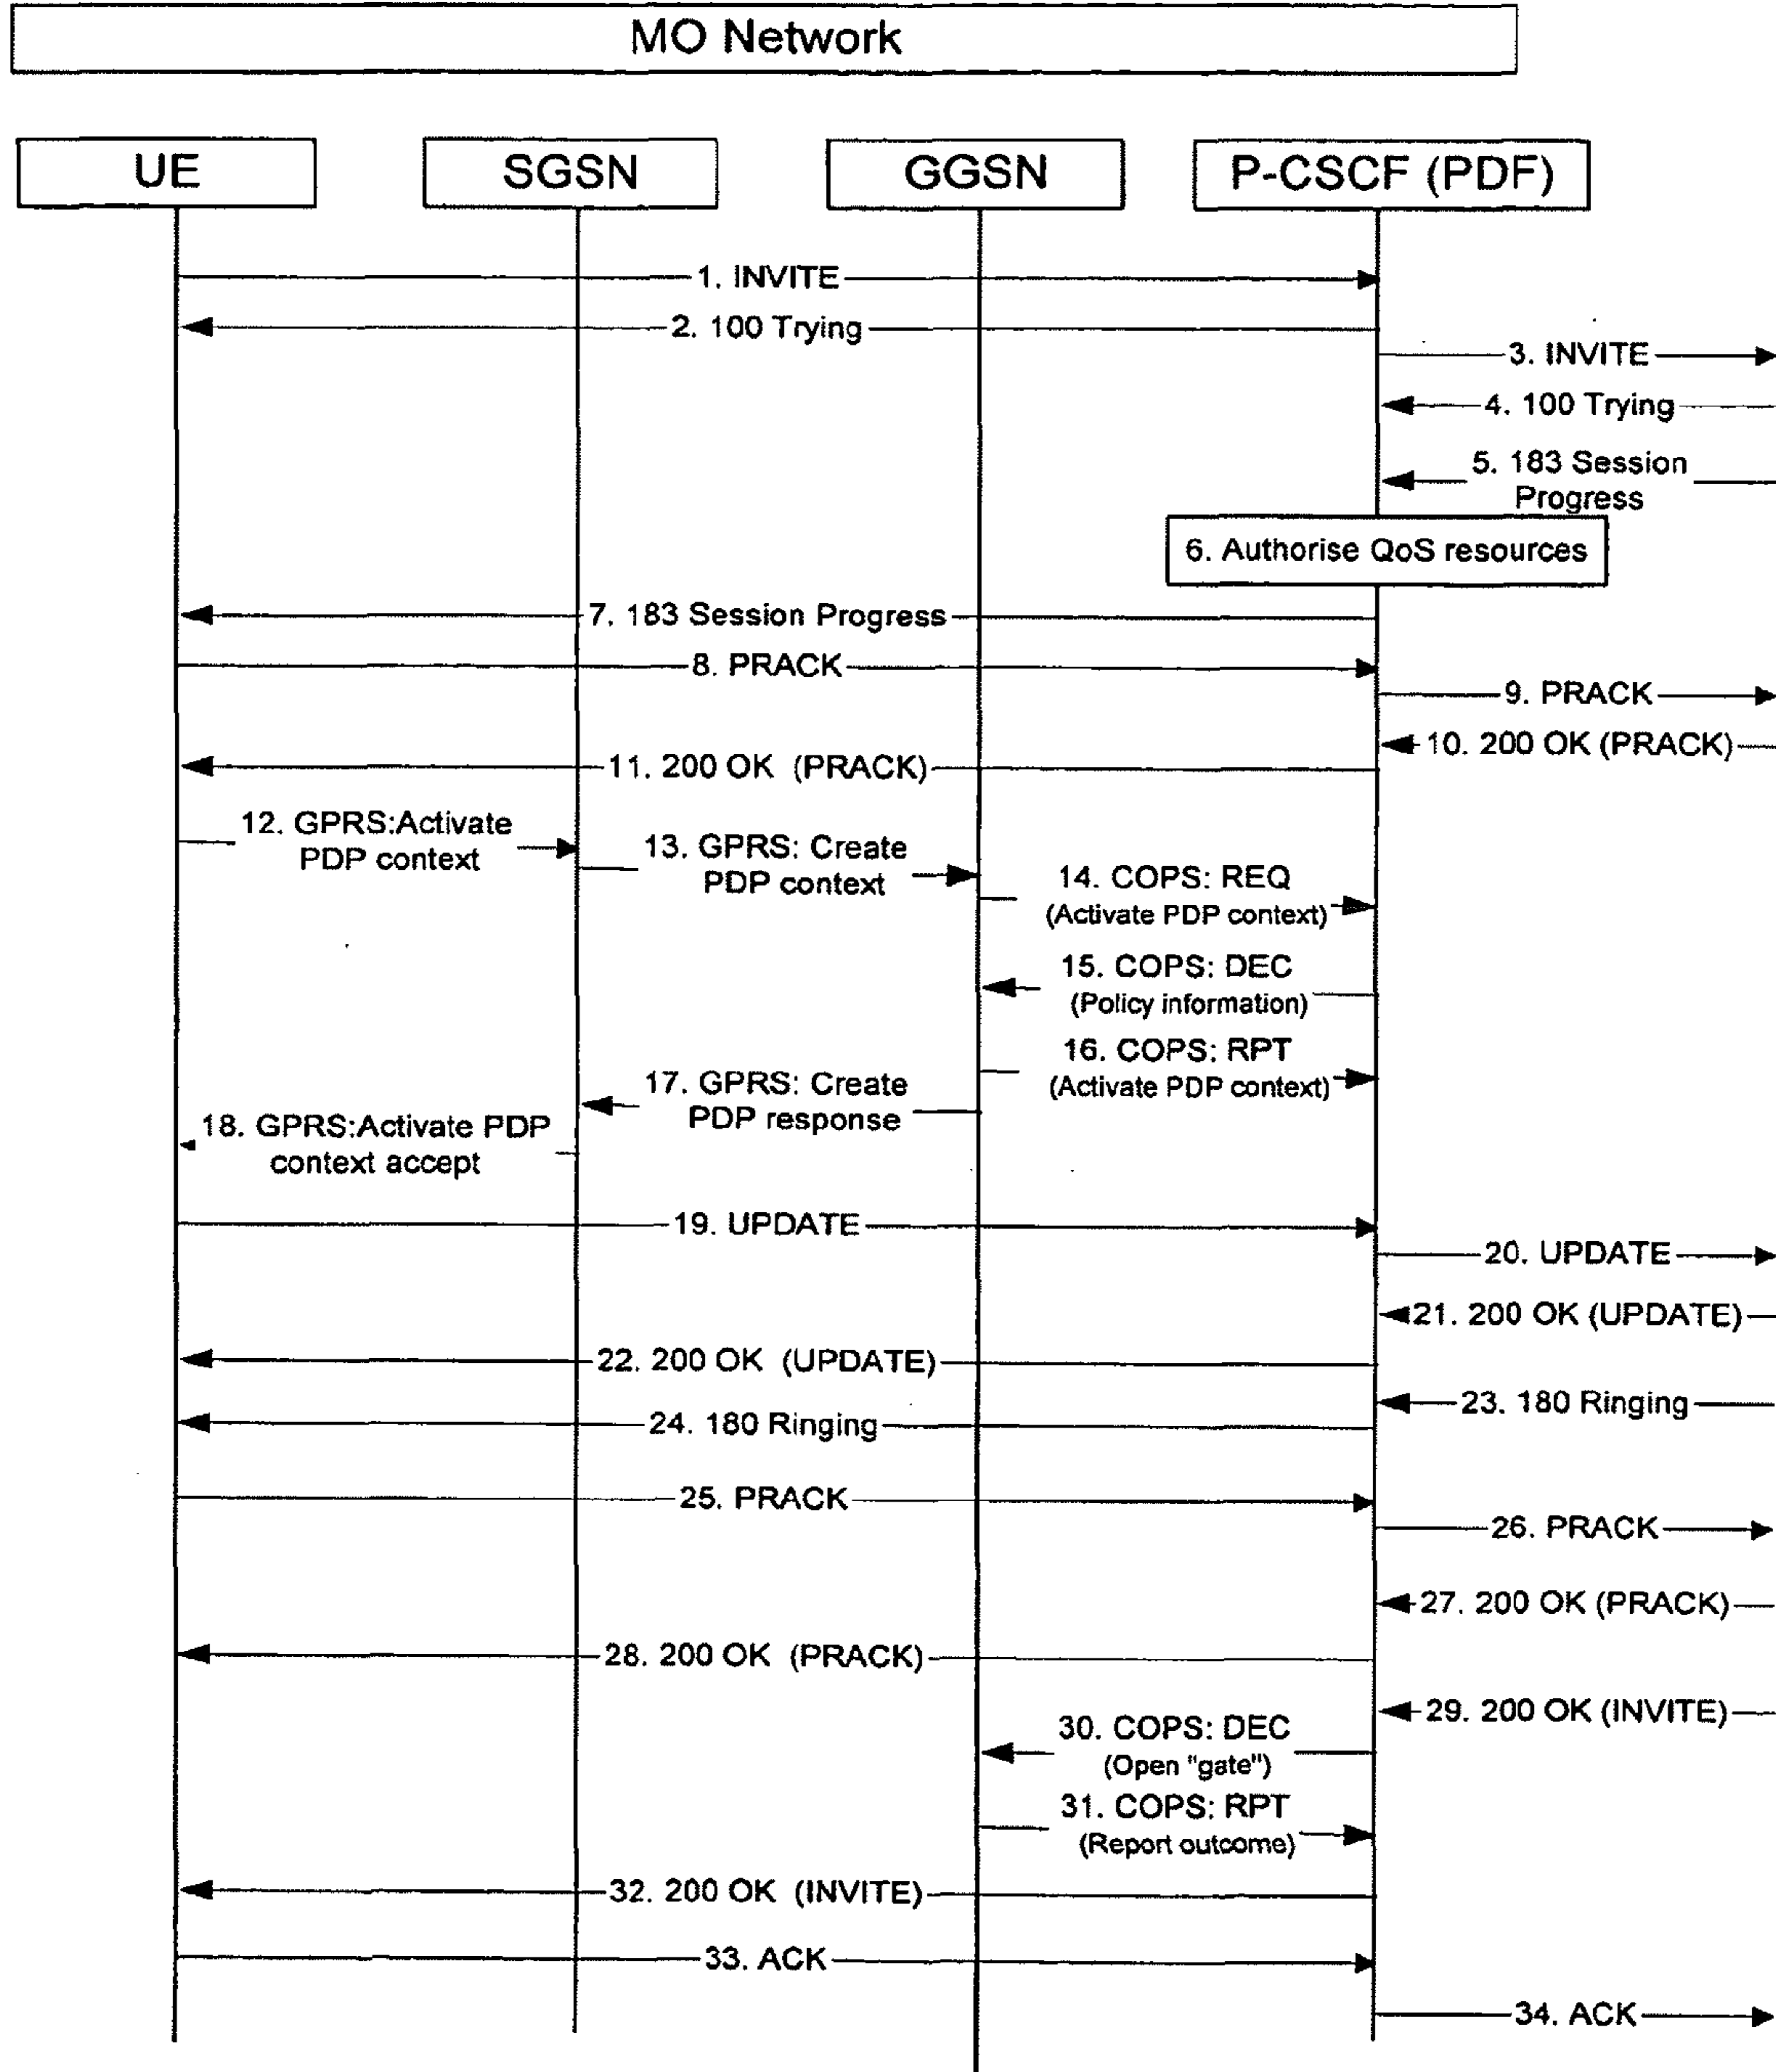 MO Network
UE
SGSN
GGSN
P-CSCF (PDF)
1. INVITE
2. 100 Trying
3. INVITE
4. 100 Trying
5. 183 Session
Progress
6. Authorise QoS resources
7. 183 Session Progress
8. PRACK
9. PRACK
10. 200 OK (PRACK)
11. 200 OK (PRACK)
12. GPRS:Activate
PDP context
13. GPRS: Create
PDP context
14. COPS: REQ
(Activate PDP context)
15. COPS: DEC
(Policy information)
16. COPS: RPT
(Activate PDP context)
17. GPRS: Create
PDP response
18. GPRS:Activate PDP
context accept
19. UPDATE
20. UPDATE
21. 200 OK (UPDATE)
22. 200 OK (UPDATE)
23. 180 Ringing
24. 180 Ringing
25. PRACK
26. PRACK
27. 200 OK (PRACK)
28. 200 OK (PRACK)
29. 200 OK (INVITE)
30. COPS: DEC
(Open "gate")
31. COPS: RPT
(Report outcome)
32. 200 OK (INVITE)
33. ACK
34. ACK